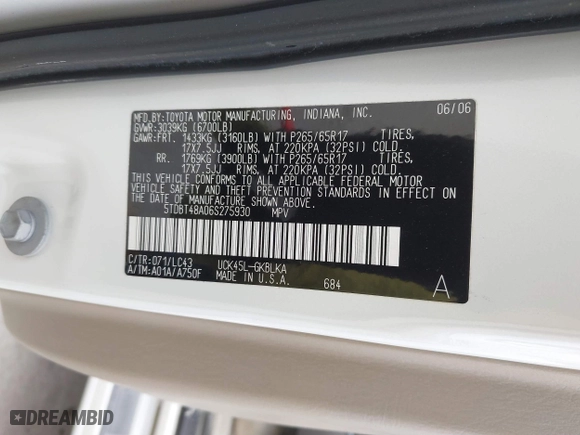 MFD.BY:TOYOTA MOTOR MANUFACTURING, INDIANA, INC. 06/06
GVWR:3039KG (6700LB)
GAWR:FRT. 1433KG (3160LB) WITH P265/65R17 TIRES,
17X7.5JJ RIMS, AT 220KPA (32PSI) COLD.
RR. 1769KG (3900LB) WITH P265/65R17 TIRES,
17X7.5JJ RIMS, AT 220KPA (32PSI) COLD.
THIS VEHICLE CONFORMS TO ALL APPLICABLE FEDERAL MOTOR
VEHICLE SAFETY AND THEFT PREVENTION STANDARDS IN EFFECT ON
THE DATE OF MANUFACTURE SHOWN ABOVE.
5TDBT48A06S275930 MPV
C/TR:071/LC43 UCK45L-GKBLKA
A/TM:A01A/A750F MADE IN U.S.A. 684 A
DREAMBID